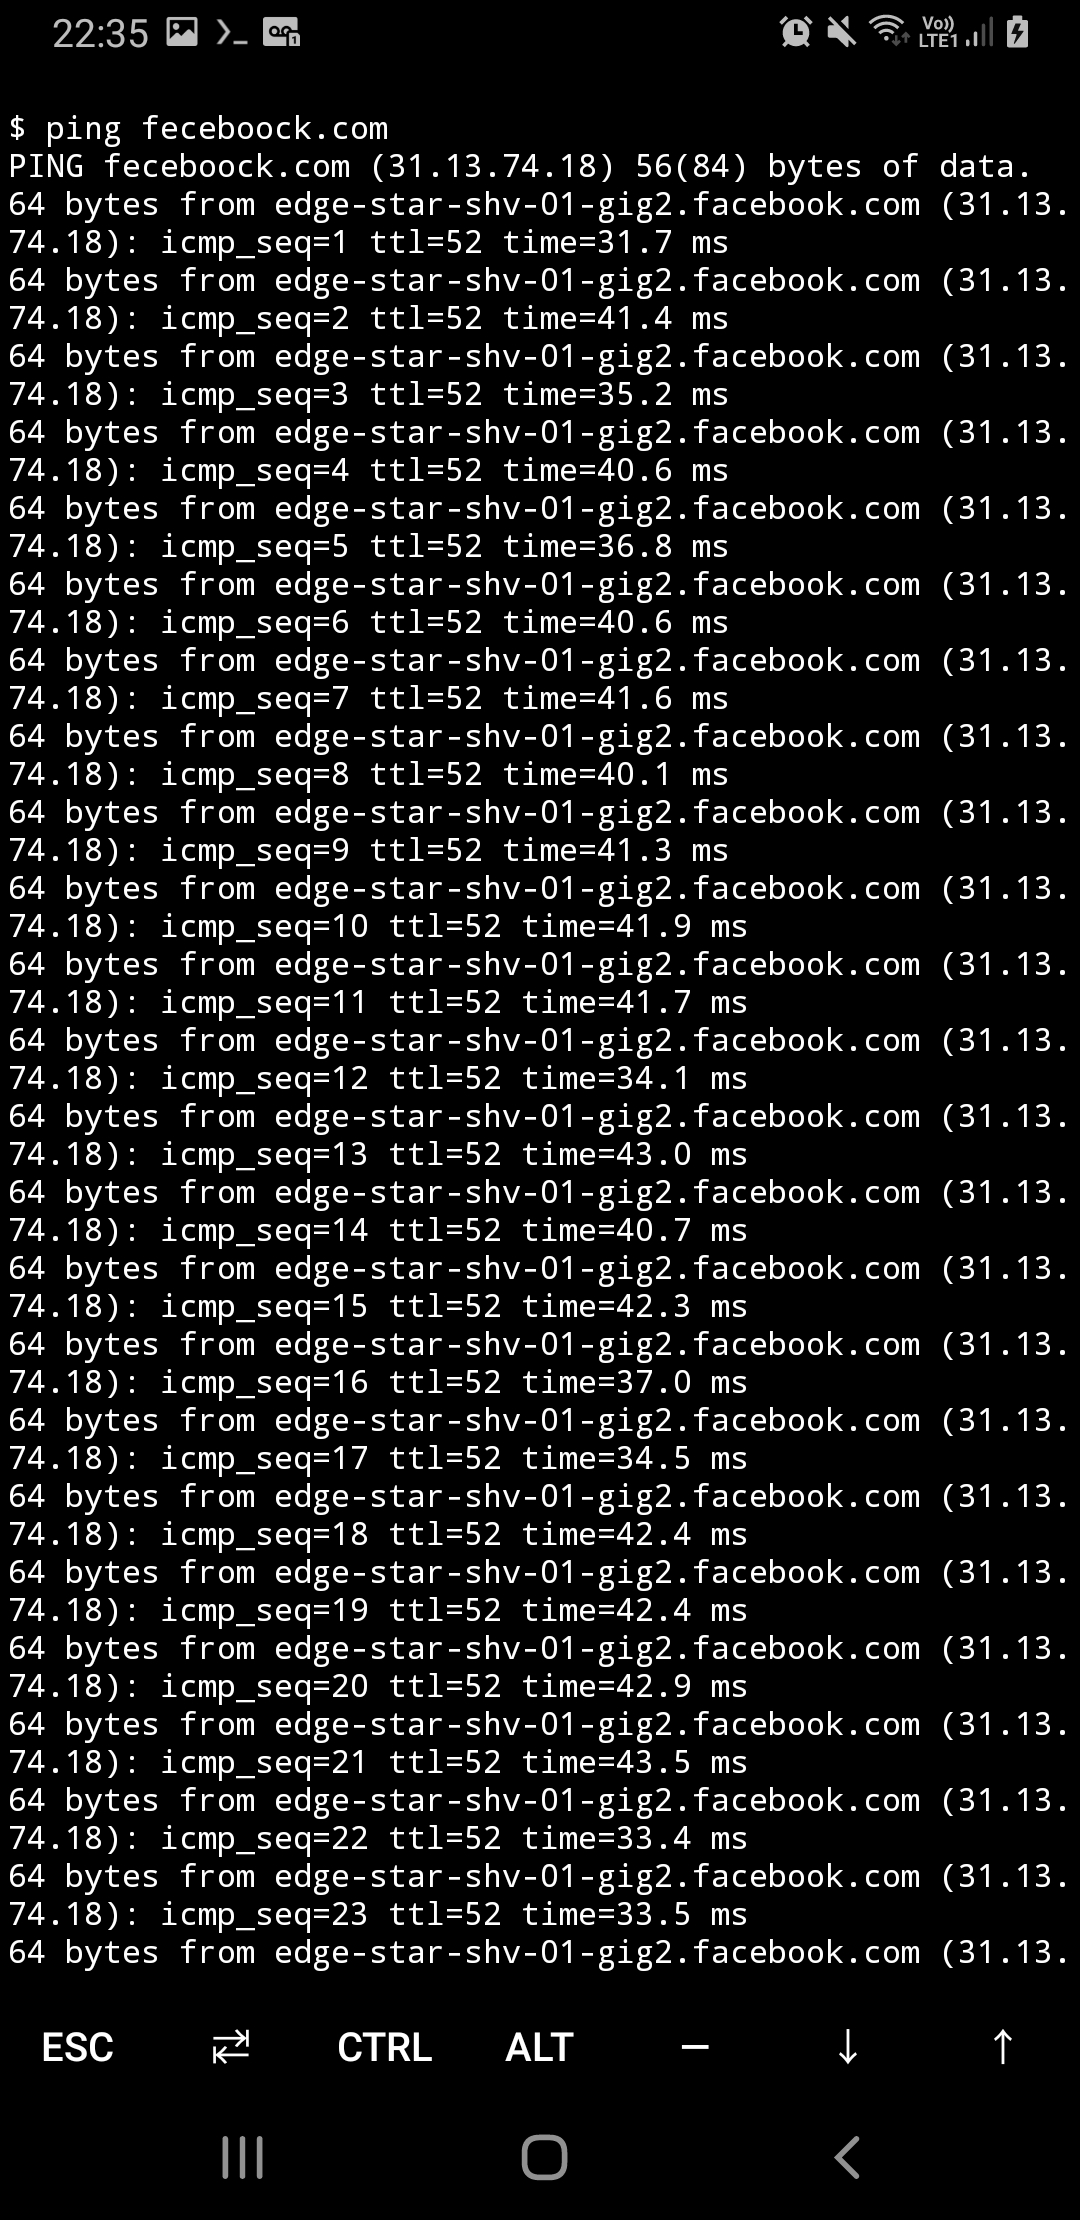 22:35
Vo))
LTE1
1
$ ping feceboock.com
PING feceboock.com (31.13.74.18) 56(84) bytes of data.
64 bytes from edge-star-shv-01-gig2.facebook.com (31.13.
74.18): icmp_seq=1 ttl=52 time=31.7 ms
64 bytes from edge-star-shv-01-gig2.facebook.com (31.13.
74.18): icmp_seq=2 ttl=52 time=41.4 ms
64 bytes from edge-star-shv-01-gig2.facebook.com (31.13.
74.18): icmp_seq=3 ttl=52 time=35.2 ms
64 bytes from edge-star-shv-01-gig2.facebook.com (31.13.
74.18): icmp_seq=4 ttl=52 time=40.6 ms
64 bytes from edge-star-shv-01-gig2.facebook.com (31.13.
74.18): icmp_seq=5 ttl=52 time=36.8 ms
64 bytes from edge-star-shv-01-gig2.facebook.com (31.13.
74.18): icmp_seq=6 ttl=52 time=40.6 ms
64 bytes from edge-star-shv-01-gig2.facebook.com (31.13.
74.18): icmp_seq=7 ttl=52 time=41.6 ms
64 bytes from edge-star-shv-01-gig2.facebook.com (31.13.
74.18): icmp_seq=8 ttl=52 time=40.1 ms
64 bytes from edge-star-shv-01-gig2.facebook.com (31.13.
74.18): icmp_seq=9 ttl=52 time=41.3 ms
64 bytes from edge-star-shv-01-gig2.facebook.com (31.13.
74.18): icmp_seq=10 ttl=52 time=41.9 ms
64 bytes from edge-star-shv-01-gig2.facebook.com (31.13.
74.18): icmp_seq=11 ttl=52 time=41.7 ms
64 bytes from edge-star-shv-01-gig2.facebook.com (31.13.
74.18): icmp_seq=12 ttl=52 time=34.1 ms
64 bytes from edge-star-shv-01-gig2.facebook.com (31.13.
74.18): icmp_seq=13 ttl=52 time=43.0 ms
64 bytes from edge-star-shv-01-gig2.facebook.com (31.13.
74.18): icmp_seq=14 ttl=52 time=40.7 ms
64 bytes from edge-star-shv-01-gig2.facebook.com (31.13.
74.18): icmp_seq=15 ttl=52 time=42.3 ms
64 bytes from edge-star-shv-01-gig2.facebook.com (31.13.
74.18): icmp_seq=16 ttl=52 time=37.0 ms
64 bytes from edge-star-shv-01-gig2.facebook.com (31.13.
74.18): icmp_seq=17 ttl=52 time=34.5 ms
64 bytes from edge-star-shv-01-gig2.facebook.com (31.13.
74.18): icmp_seq=18 ttl=52 time=42.4 ms
64 bytes from edge-star-shv-01-gig2.facebook.com (31.13.
74.18): icmp_seq=19 ttl=52 time=42.4 ms
64 bytes from edge-star-shv-01-gig2.facebook.com (31.13.
74.18): icmp_seq=20 ttl=52 time=42.9 ms
64 bytes from edge-star-shv-01-gig2.facebook.com (31.13.
74.18): icmp_seq=21 ttl=52 time=43.5 ms
64 bytes from edge-star-shv-01-gig2.facebook.com (31.13.
74.18): icmp_seq=22 ttl=52 time=33.4 ms
64 bytes from edge-star-shv-01-gig2.facebook.com (31.13.
74.18): icmp_seq=23 ttl=52 time=33.5 ms
64 bytes from edge-star-shv-01-gig2.facebook.com (31.13.
ESC ⇄ CTRL ALT — ↓ ↑